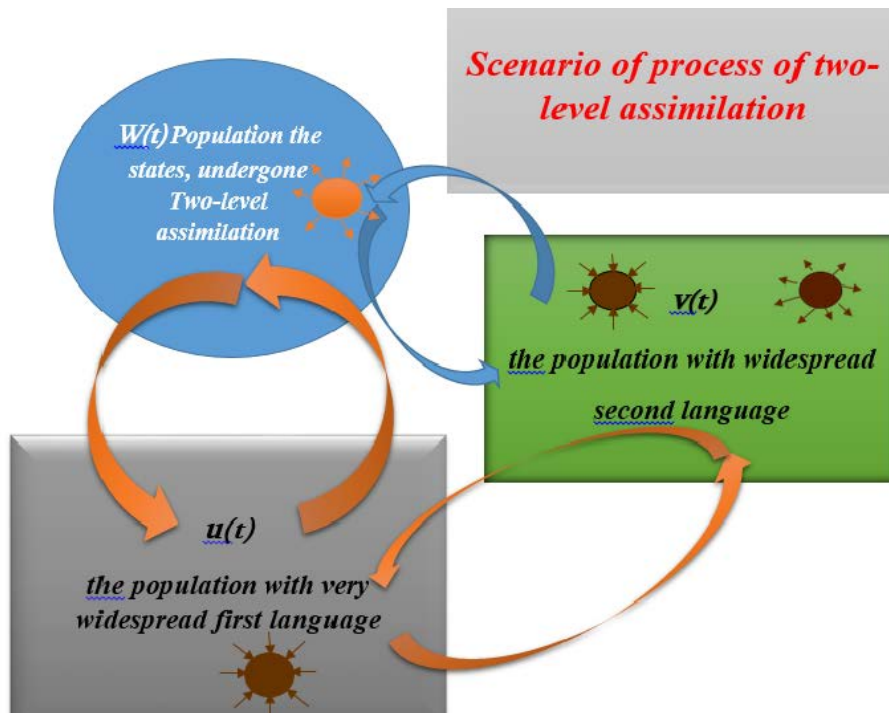 Scenario of process of two-
level assimilation
W(t) Population the
states, undergone
Two-level
assimilation
v(t)
the population with widespread
second language
u(t)
the population with very
widespread first language